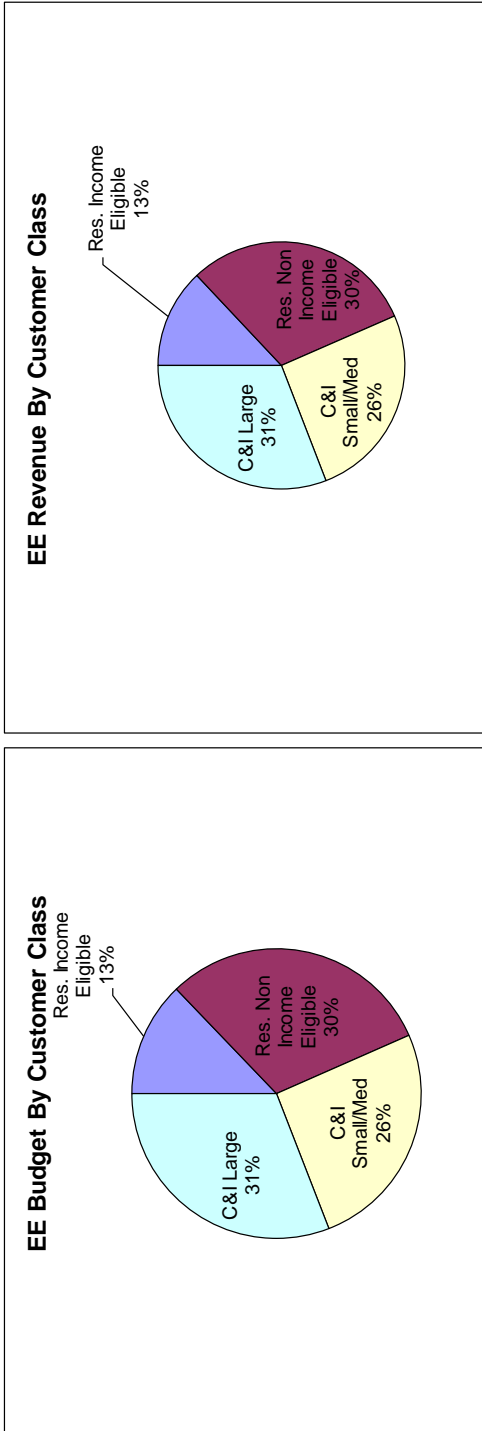 EE Budget By Customer Class
Res. Income
Eligible
13%
Res. Non
Income
Eligible
30%
C&I
Small/Med
26%
C&I Large
31%
EE Revenue By Customer Class
Res. Income
Eligible
13%
Res. Non
Income
Eligible
30%
C&I
Small/Med
26%
C&I Large
31%